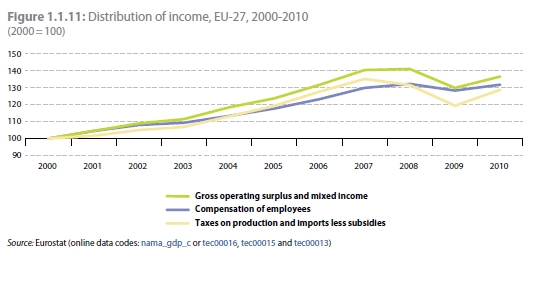 Figure 1.1.11: Distribution of income, EU-27, 2000-2010
(2000=100)
150
140
130
120
110
100
90
2000 2001 2002 2003 2004 2005 2006 2007 2008 2009 2010
Gross operating surplus and mixed income
Compensation of employees
Taxes on production and imports less subsidies
Source: Eurostat (online data codes: nama_gdp_c or tec00016, tec00015 and tec00013)